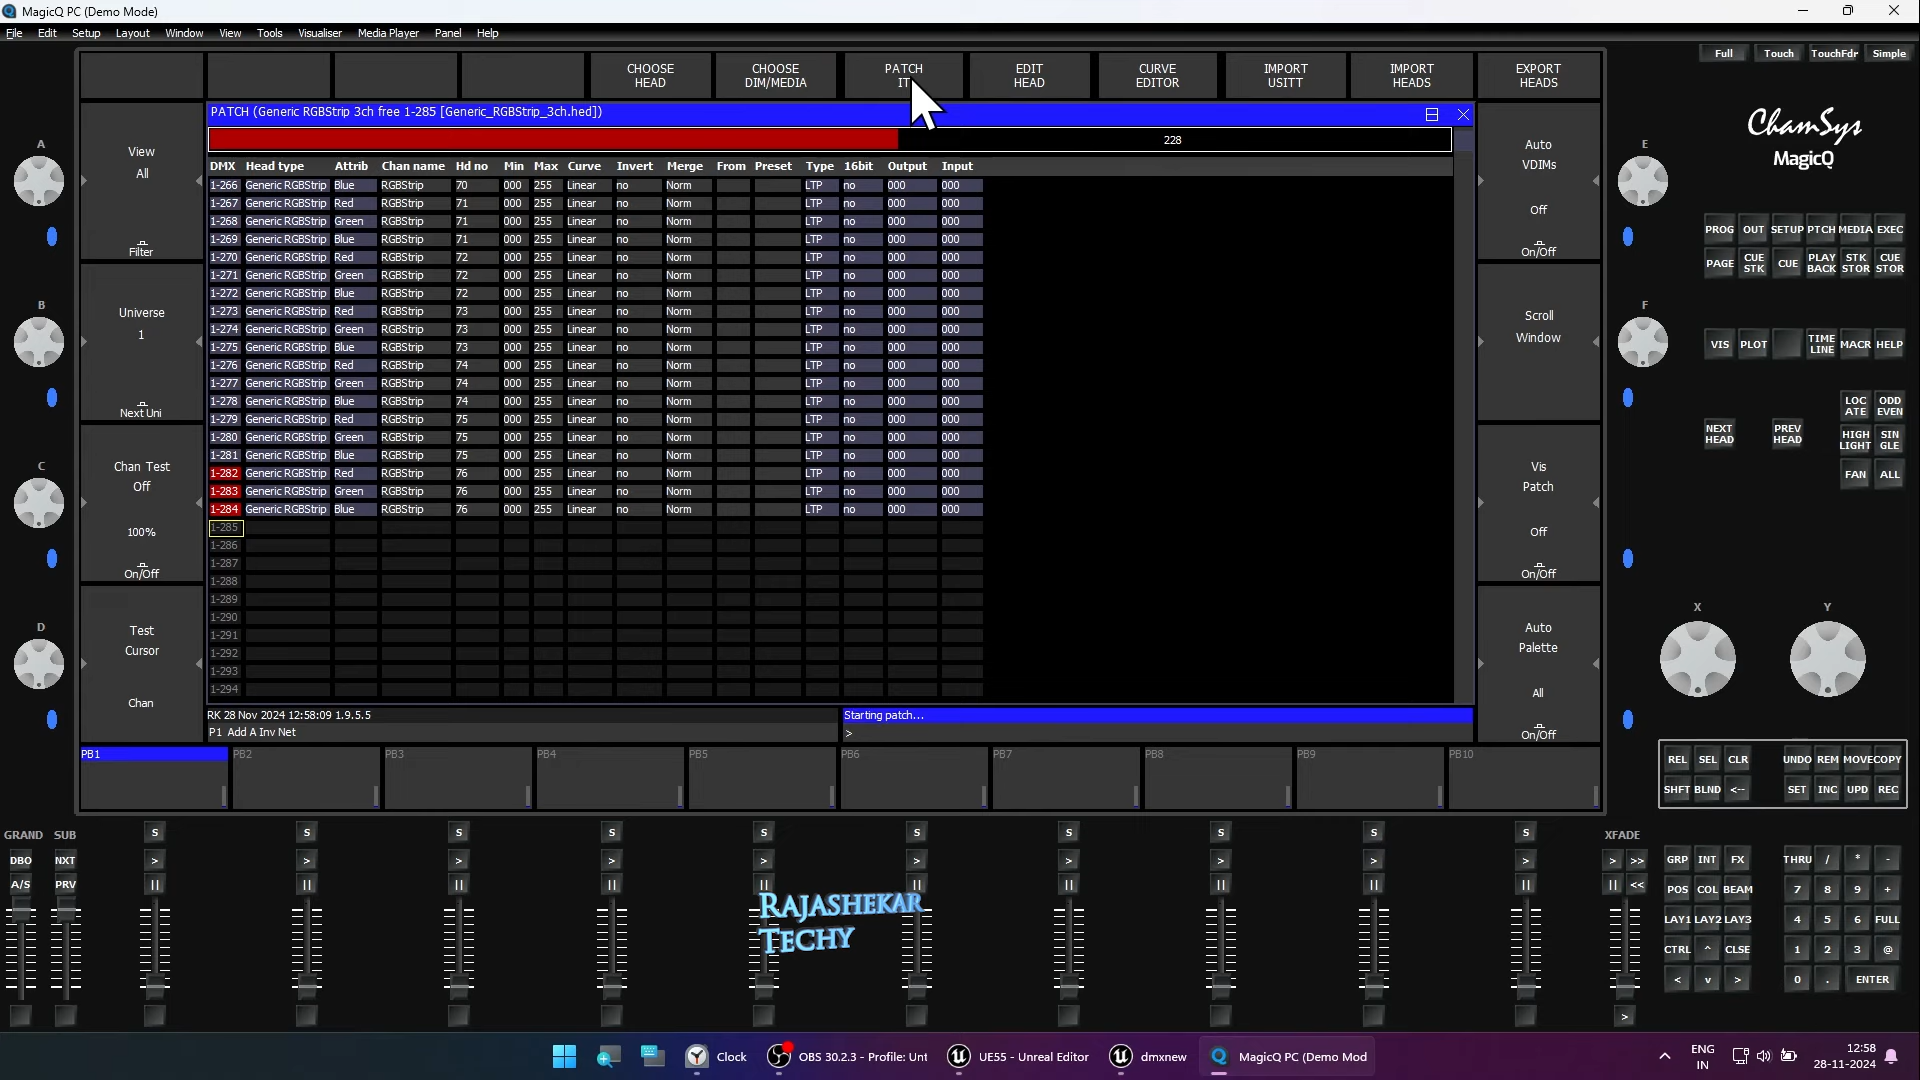 MagicQ PC (Demo Mode)
File Edit Setup Layout Window View Tools Visualiser Media Player Panel Help
Full Touch TouchFdr Simple
CHOOSE HEAD
CHOOSE DIM/MEDIA
PATCH IT
EDIT HEAD
CURVE EDITOR
IMPORT USITT
IMPORT HEADS
EXPORT HEADS
PATCH (Generic RGBStrip 3ch free 1-285 [Generic_RGBStrip_3ch.hed])
228
DMX Head type Attrib Chan name Hd no Min Max Curve Invert Merge From Preset Type 16bit Output Input
1-266 Generic RGBStrip Blue RGBStrip 70 000 255 Linear no Norm LTP no 000 000
1-267 Generic RGBStrip Red RGBStrip 71 000 255 Linear no Norm LTP no 000 000
1-268 Generic RGBStrip Green RGBStrip 71 000 255 Linear no Norm LTP no 000 000
1-269 Generic RGBStrip Blue RGBStrip 71 000 255 Linear no Norm LTP no 000 000
1-270 Generic RGBStrip Red RGBStrip 72 000 255 Linear no Norm LTP no 000 000
1-271 Generic RGBStrip Green RGBStrip 72 000 255 Linear no Norm LTP no 000 000
1-272 Generic RGBStrip Blue RGBStrip 72 000 255 Linear no Norm LTP no 000 000
1-273 Generic RGBStrip Red RGBStrip 73 000 255 Linear no Norm LTP no 000 000
1-274 Generic RGBStrip Green RGBStrip 73 000 255 Linear no Norm LTP no 000 000
1-275 Generic RGBStrip Blue RGBStrip 73 000 255 Linear no Norm LTP no 000 000
1-276 Generic RGBStrip Red RGBStrip 74 000 255 Linear no Norm LTP no 000 000
1-277 Generic RGBStrip Green RGBStrip 74 000 255 Linear no Norm LTP no 000 000
1-278 Generic RGBStrip Blue RGBStrip 74 000 255 Linear no Norm LTP no 000 000
1-279 Generic RGBStrip Red RGBStrip 75 000 255 Linear no Norm LTP no 000 000
1-280 Generic RGBStrip Green RGBStrip 75 000 255 Linear no Norm LTP no 000 000
1-281 Generic RGBStrip Blue RGBStrip 75 000 255 Linear no Norm LTP no 000 000
1-282 Generic RGBStrip Red RGBStrip 76 000 255 Linear no Norm LTP no 000 000
1-283 Generic RGBStrip Green RGBStrip 76 000 255 Linear no Norm LTP no 000 000
1-284 Generic RGBStrip Blue RGBStrip 76 000 255 Linear no Norm LTP no 000 000
1-285
1-286
1-287
1-288
1-289
1-290
1-291
1-292
1-293
1-294
A
View
All
Filter
B
Universe
1
Next Uni
C
Chan Test
Off
100%
On/Off
D
Test
Cursor
Chan
Auto
VDIMs
Off
On/Off
E
Scroll
Window
F
Vis
Patch
Off
On/Off
Auto
Palette
All
On/Off
RK 28 Nov 2024 12:58:09 1.9.5.5
P1 Add A Inv Net
Starting patch...
>
PB1 PB2 PB3 PB4 PB5 PB6 PB7 PB8 PB9 PB10
ChamSys
MagicQ
PROG OUT SETUP PTCH MEDIA EXEC
PAGE CUE STK CUE PLAY BACK STK STOR CUE STOR
VIS PLOT TIME LINE MACR HELP
LOC ATE ODD EVEN
NEXT HEAD PREV HEAD HIGH LIGHT SIN GLE
FAN ALL
X Y
REL SEL CLR UNDO REM MOVE COPY
SHFT BLND <-- SET INC UPD REC
GRAND SUB
DBO NXT
A/S PRV
S S S S S S S S S S
> > > > > > > > > >
|| || || || || || || || || ||
XFADE
> >>
|| <<
>
GRP INT FX THRU / * -
POS COL BEAM 7 8 9 +
LAY1 LAY2 LAY3 4 5 6 FULL
CTRL ^ CLSE 1 2 3 @
< v > 0 . ENTER
RAJASHEKAR
TECHY
Clock OBS 30.2.3 - Profile: Unt UE55 - Unreal Editor dmxnew MagicQ PC (Demo Mod
ENG
IN
12:58
28-11-2024